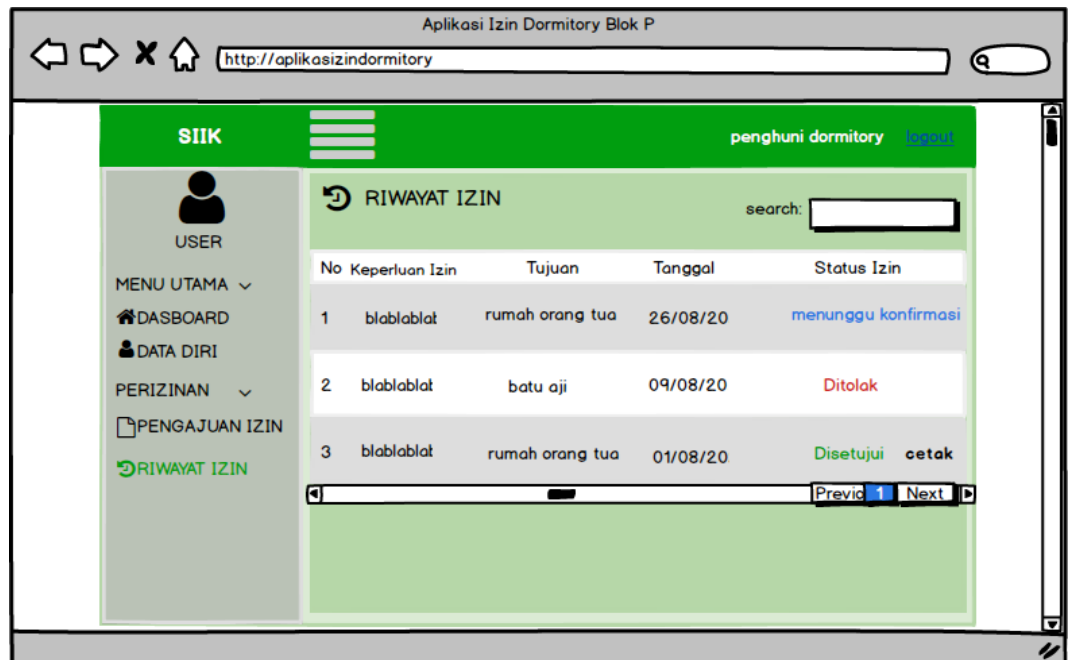 Aplikasi Izin Dormitory Blok P
http://aplikasizindormitory
SIIK
penghuni dormitory logout
USER
MENU UTAMA
DASBOARD
DATA DIRI
PERIZINAN
PENGAJUAN IZIN
RIWAYAT IZIN
RIWAYAT IZIN
search:
No Keperluan Izin Tujuan Tanggal Status Izin
1 blablablab rumah orang tua 26/08/20 menunggu konfirmasi
2 blablablab batu aji 09/08/20 Ditolak
3 blablablab rumah orang tua 01/08/20 Disetujui cetak
Previo 1 Next